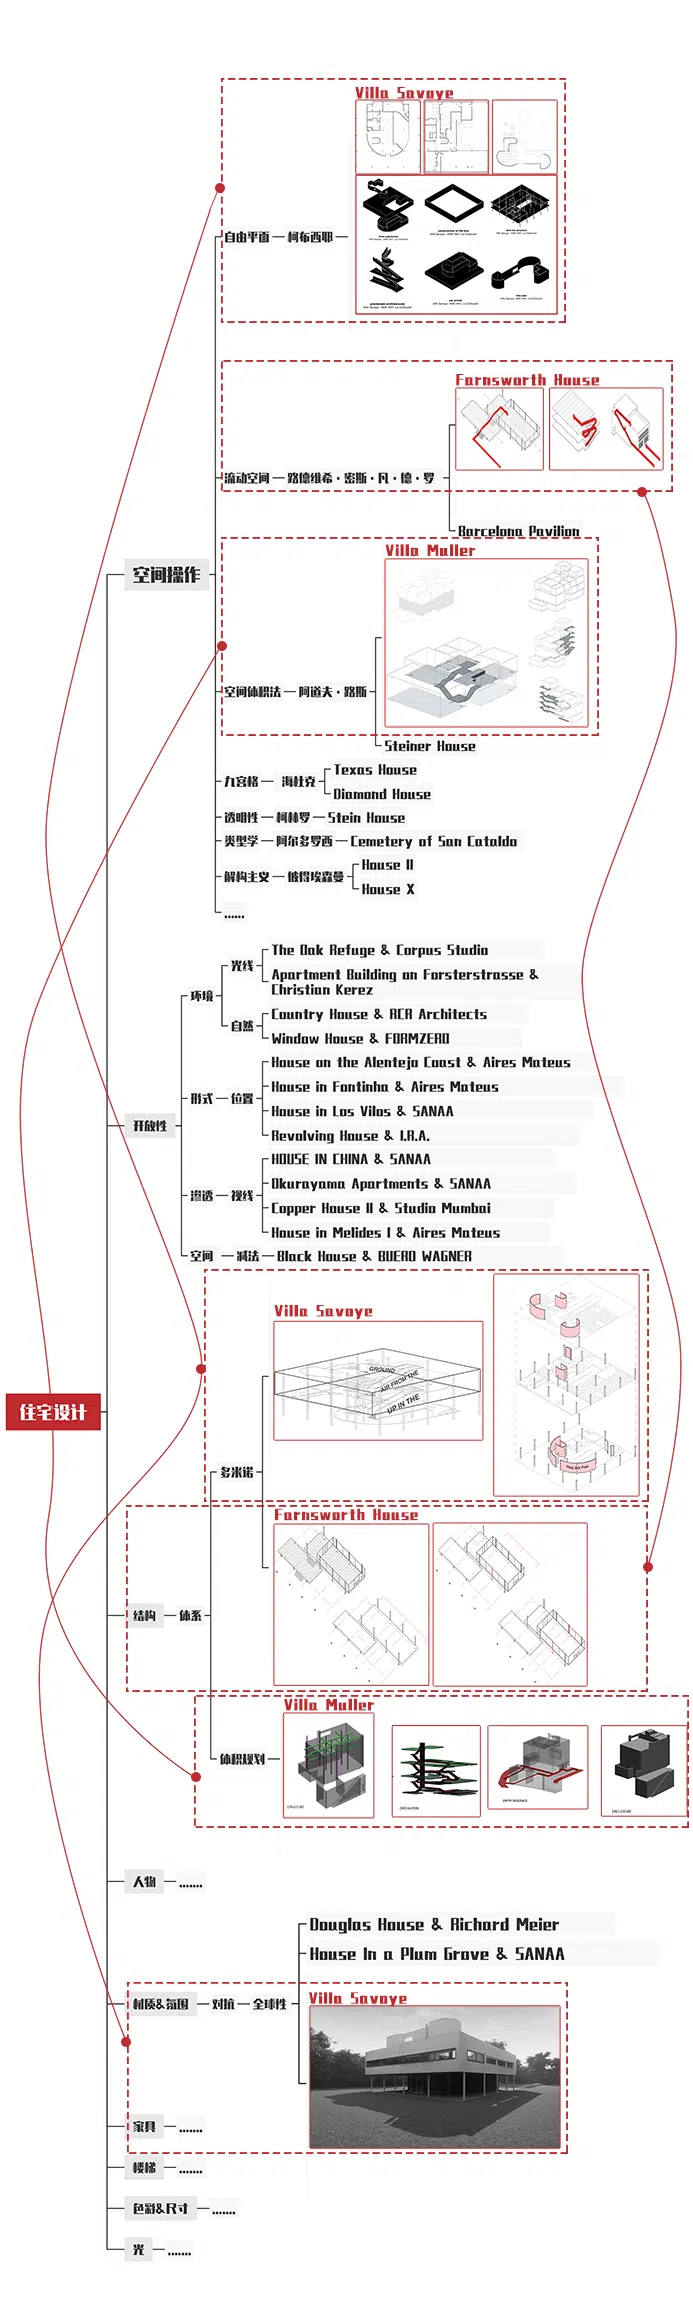 Villa Savoye
自由平面
柯布西耶
Farnsworth House
流动空间
路德维希·密斯·凡·德·罗
Barcelona Pavilion
空间操作
Villa Muller
空间体积法
阿道夫·路斯
Steiner House
九宫格
海杜克
Texas House
Diamond House
透明性
柯林罗
Stein House
类型学
阿尔多罗西
Cemetery of San Cataldo
解构主义
彼得埃森曼
House II
House X
......
开放性
环境
光线
The Oak Refuge & Corpus Studio
Apartment Building on Forsterstrasse &
Christian Kerez
自然
Country House & RCR Architects
Window House & FORMZERO
形式
位置
House on the Alentejo Coast & Aires Mateus
House in Fontinha & Aires Mateus
House in Los Vilos & SANAA
Revolving House & I.R.A.
渗透
视线
HOUSE IN CHINA & SANAA
Okurayama Apartments & SANAA
Copper House II & Studio Mumbai
House in Melides I & Aires Mateus
空间
减法
Black House & BUERO WAGNER
住宅设计
Villa Savoye
GROUND
AIR FROM THE
UP IN THE
多米诺
They Are Free
Farnsworth House
结构
体系
Villa Muller
体积规划
STRUCTURE
CIRCULATION
ENTRY SEQUENCE
ENCLOSURE
人物
.......
Douglas House & Richard Meier
House In a Plum Grove & SANAA
材质&氛围
对抗
全球性
Villa Savoye
家具
.......
楼梯
.......
色彩&尺寸
.......
光
.......